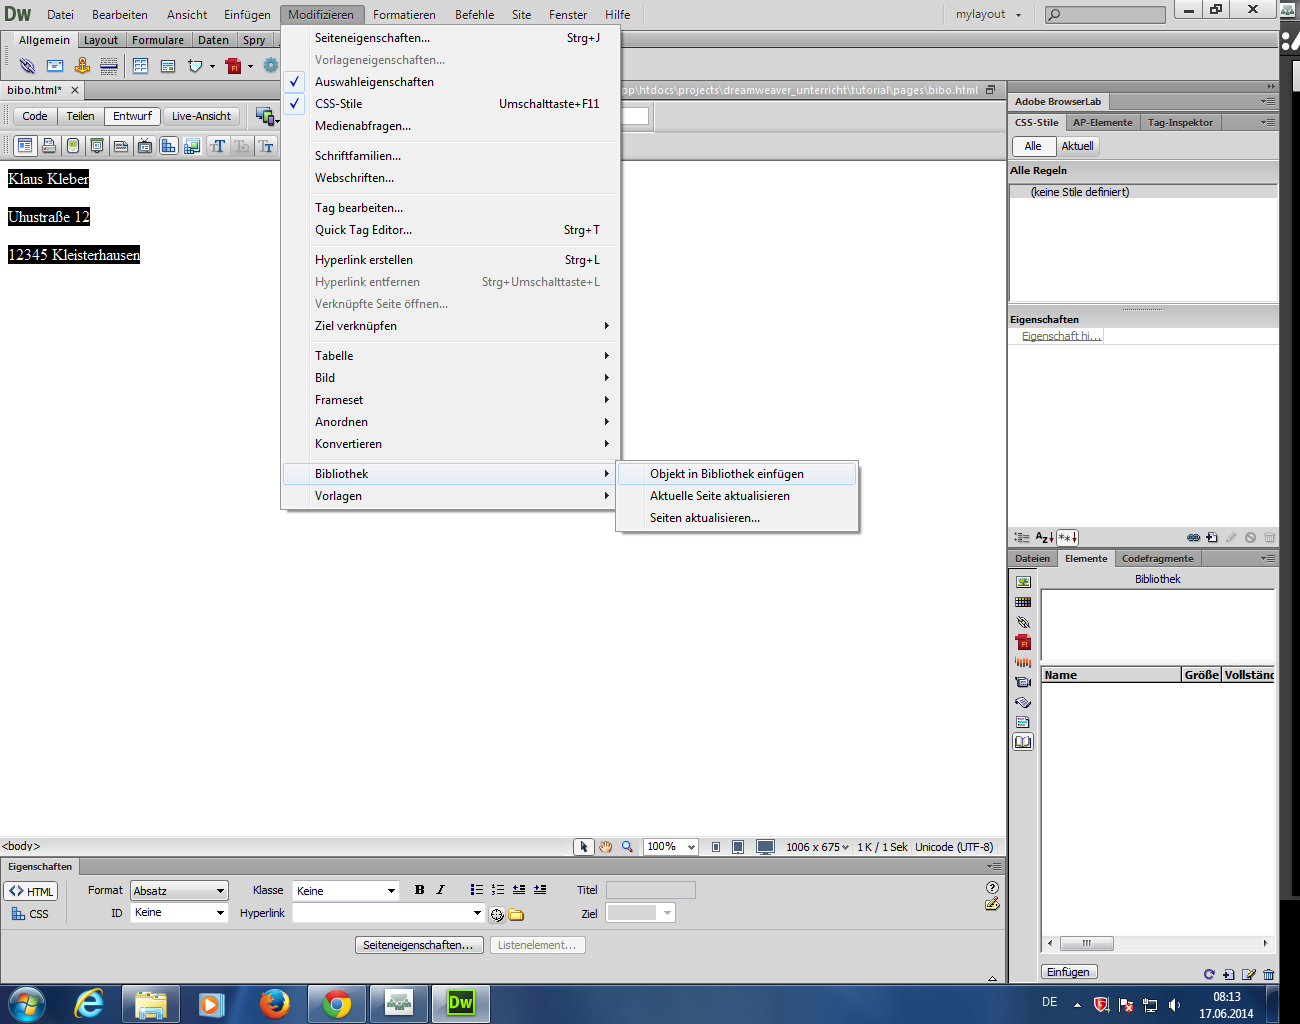 Dw Datei Bearbeiten Ansicht Einfügen Modifizieren Formatieren Befehle Site Fenster Hilfe mylayout
Allgemein Layout Formulare Daten Spry
bibo.html* pp\htdocs\projects\dreamweaver_unterricht\tutorial\pages\bibo.html
Code Teilen Entwurf Live-Ansicht
Klaus Kleber
Uhustraße 12
12345 Kleisterhausen
Seiteneigenschaften... Strg+J
Vorlageneigenschaften...
Auswahleigenschaften
CSS-Stile Umschalttaste+F11
Medienabfragen...
Schriftfamilien...
Webschriften...
Tag bearbeiten...
Quick Tag Editor... Strg+T
Hyperlink erstellen Strg+L
Hyperlink entfernen Strg+Umschalttaste+L
Verknüpfte Seite öffnen...
Ziel verknüpfen
Tabelle
Bild
Frameset
Anordnen
Konvertieren
Bibliothek
Vorlagen
Objekt in Bibliothek einfügen
Aktuelle Seite aktualisieren
Seiten aktualisieren...
Adobe BrowserLab
CSS-Stile AP-Elemente Tag-Inspektor
Alle Aktuell
Alle Regeln
(keine Stile definiert)
Eigenschaften
Eigenschaft hi...
Dateien Elemente Codefragmente
Bibliothek
Name Größe Vollständ
Einfügen
<body> 100% 1006 x 675 1 K / 1 Sek Unicode (UTF-8)
Eigenschaften
HTML Format Absatz Klasse Keine B I Titel
CSS ID Keine Hyperlink Ziel
Seiteneigenschaften... Listenelement...
Dw DE 08:13
17.06.2014